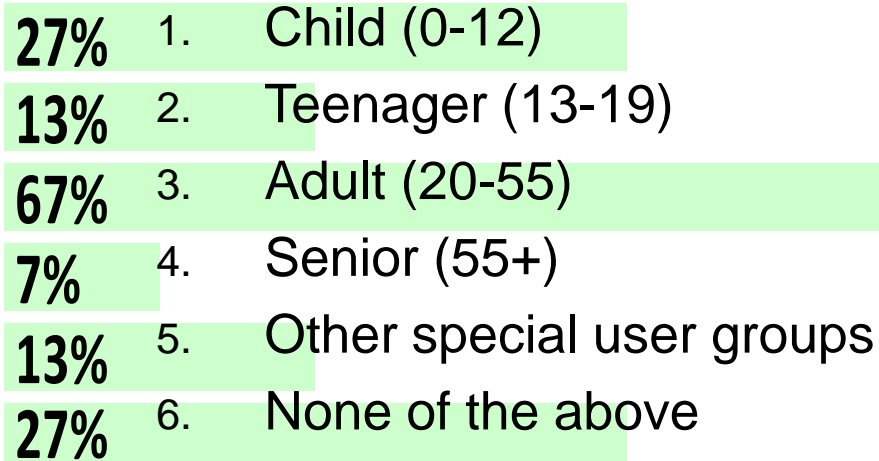 27% 1. Child (0-12)
13% 2. Teenager (13-19)
67% 3. Adult (20-55)
7% 4. Senior (55+)
13% 5. Other special user groups
27% 6. None of the above